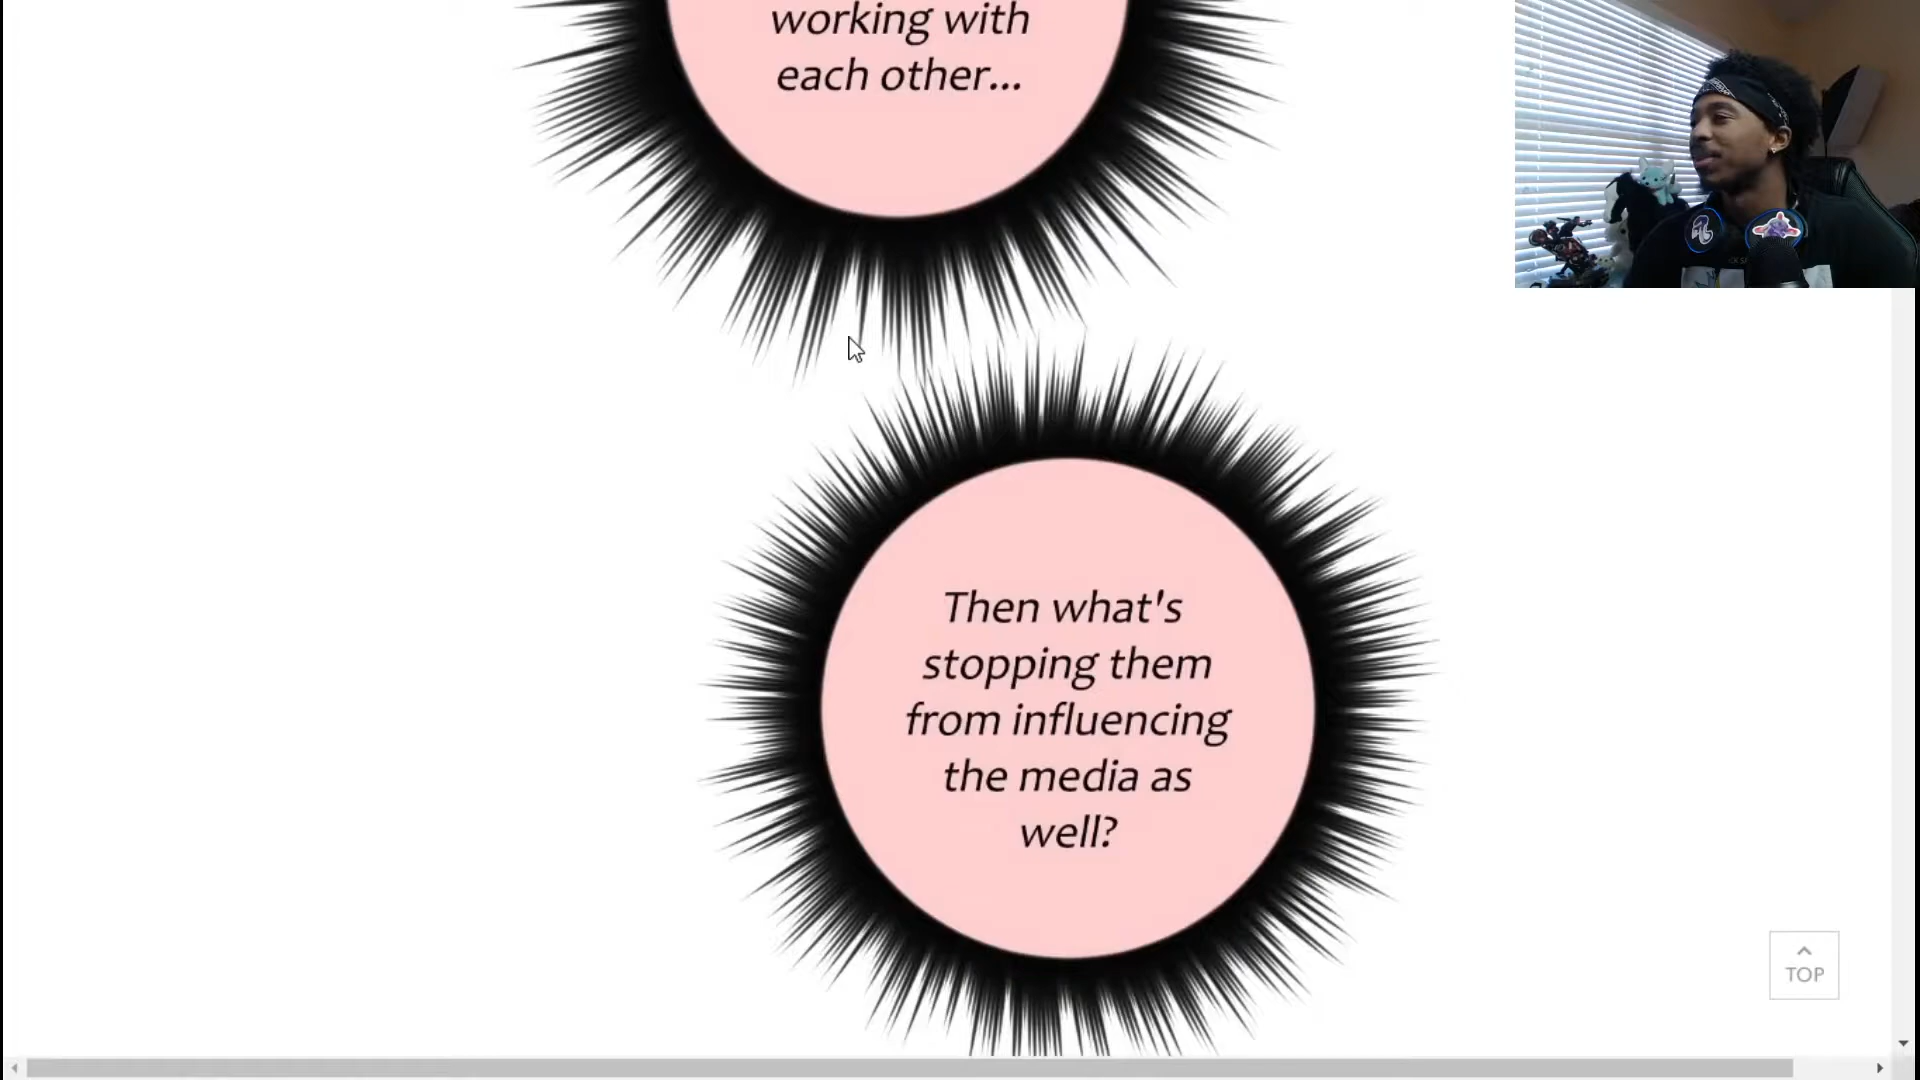 working with
each other...
Then what's
stopping them
from influencing
the media as
well?
TOP